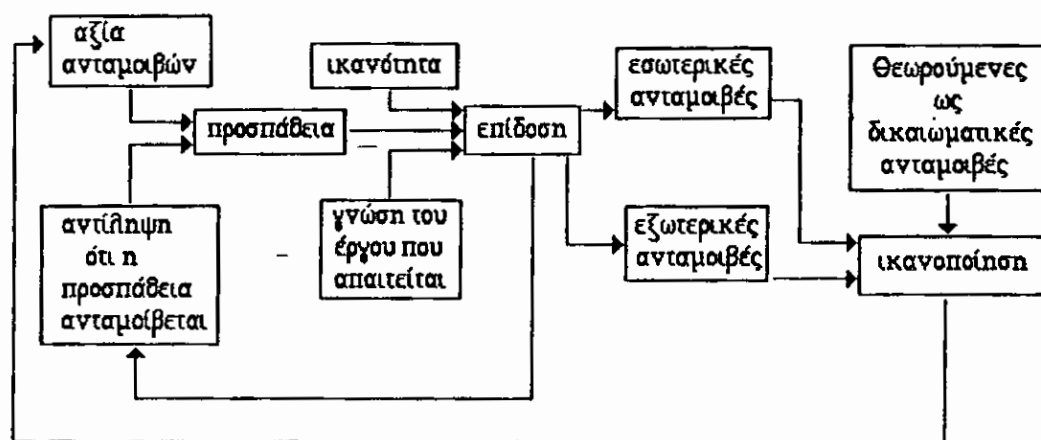 αξία
ανταμοιβών
ικανότητα
εσωτερικές
ανταμοιβές
Θεωρούμενες
ως
δικαιωματικές
ανταμοιβές
προσπάθεια
επίδοση
αντίληψη
ότι η
προσπάθεια
ανταμοίβεται
γνώση του
έργου που
απαιτείται
εξωτερικές
ανταμοιβές
ικανοποίηση